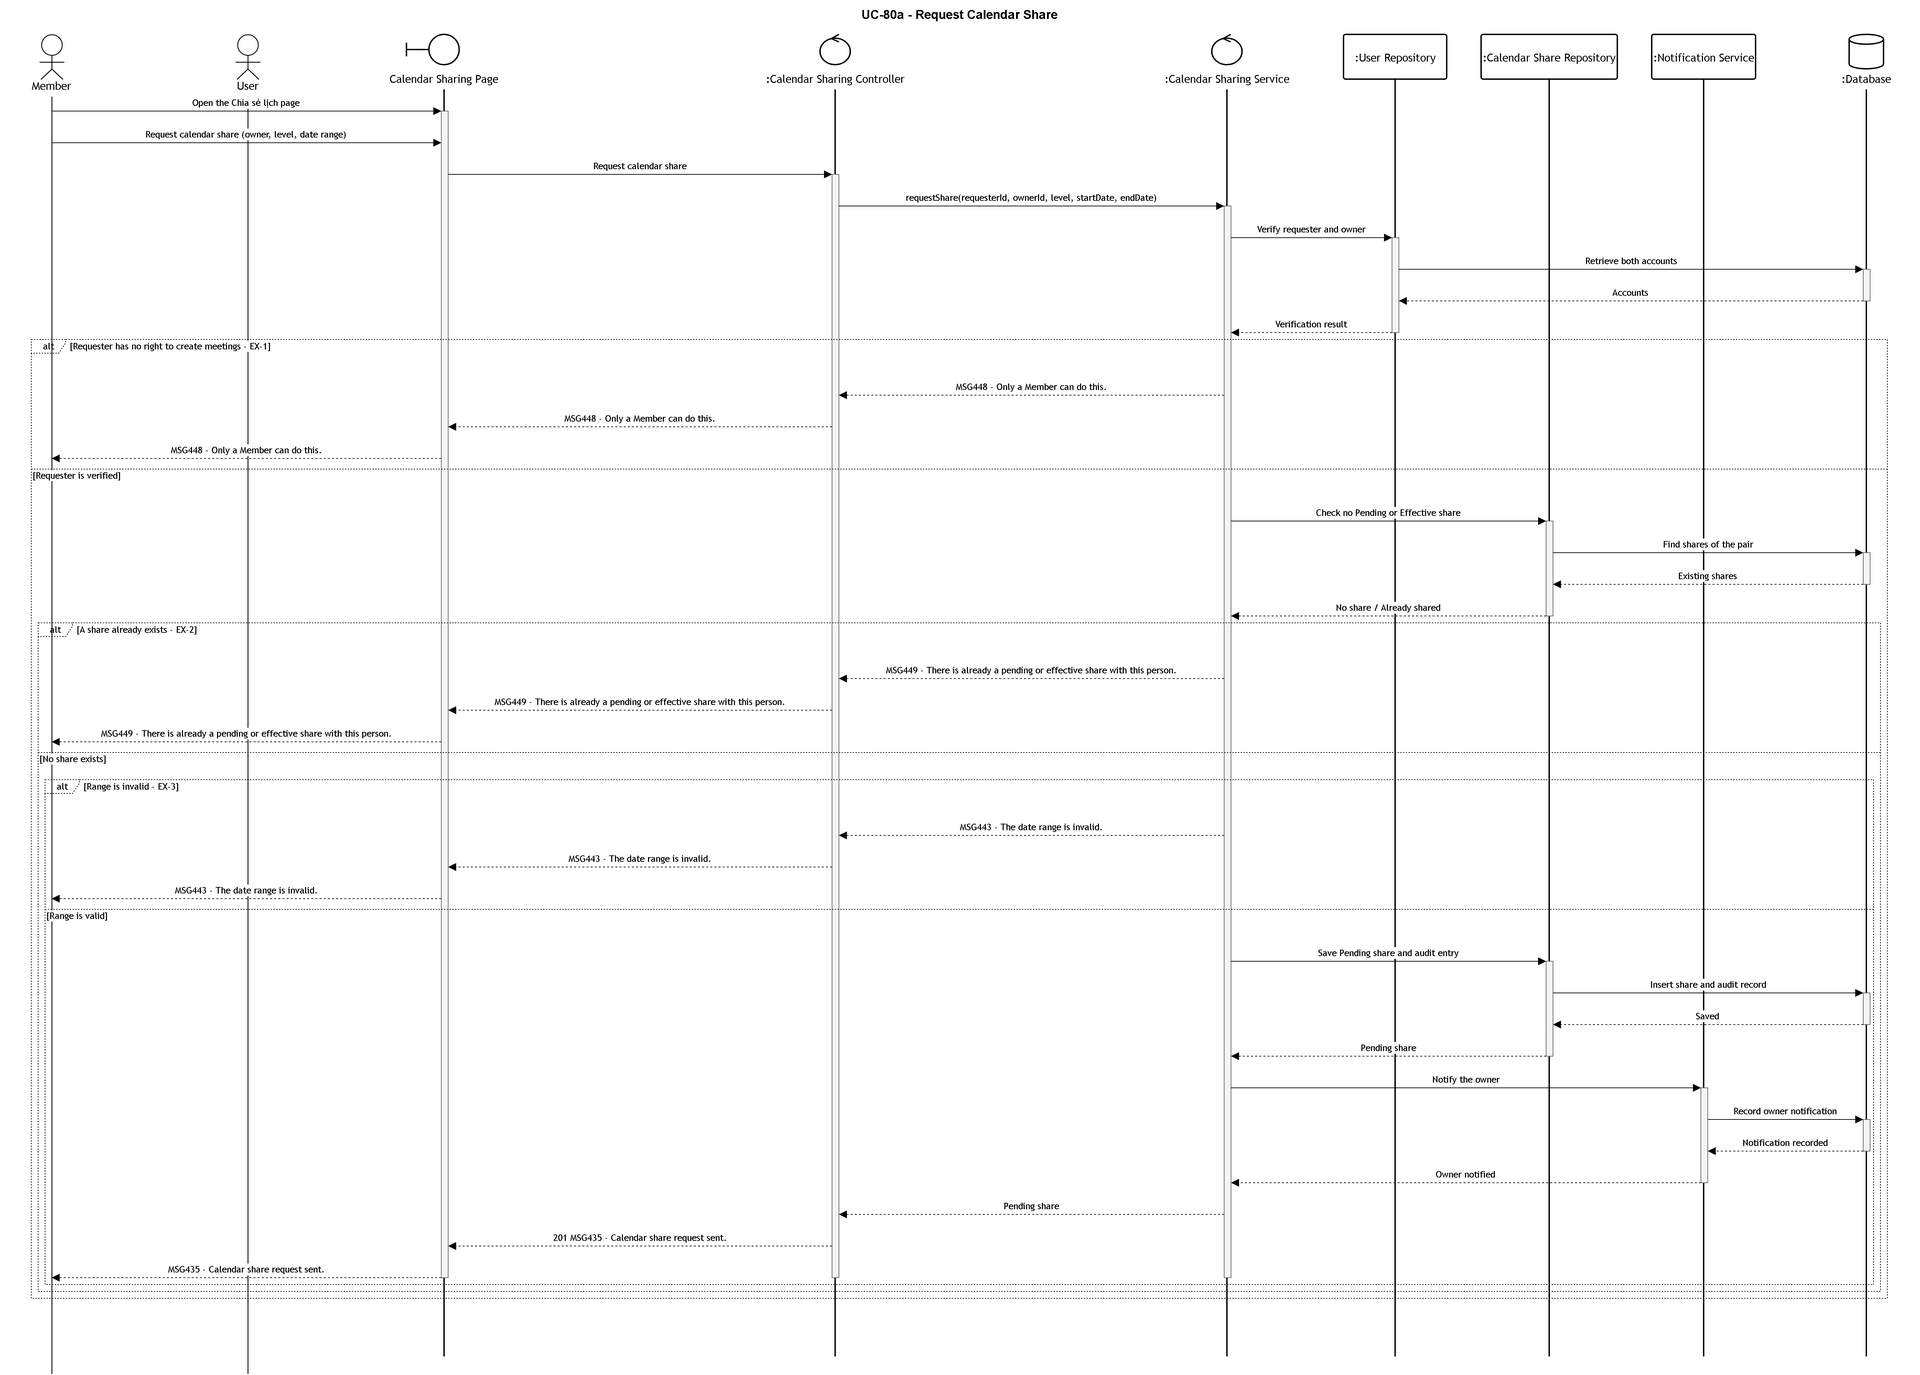 UC-80a - Request Calendar Share
Member
User
Calendar Sharing Page
:Calendar Sharing Controller
:Calendar Sharing Service
:User Repository
:Calendar Share Repository
:Notification Service
:Database
Open the Chia sẻ lịch page
Request calendar share (owner, level, date range)
Request calendar share
requestShare(requesterId, ownerId, level, startDate, endDate)
Verify requester and owner
Retrieve both accounts
Accounts
Verification result
alt [Requester has no right to create meetings - EX-1]
MSG448 - Only a Member can do this.
MSG448 - Only a Member can do this.
MSG448 - Only a Member can do this.
[Requester is verified]
Check no Pending or Effective share
Find shares of the pair
Existing shares
No share / Already shared
alt [A share already exists - EX-2]
MSG449 - There is already a pending or effective share with this person.
MSG449 - There is already a pending or effective share with this person.
MSG449 - There is already a pending or effective share with this person.
[No share exists]
alt [Range is invalid - EX-3]
MSG443 - The date range is invalid.
MSG443 - The date range is invalid.
MSG443 - The date range is invalid.
[Range is valid]
Save Pending share and audit entry
Insert share and audit record
Saved
Pending share
Notify the owner
Record owner notification
Notification recorded
Owner notified
Pending share
201 MSG435 - Calendar share request sent.
MSG435 - Calendar share request sent.